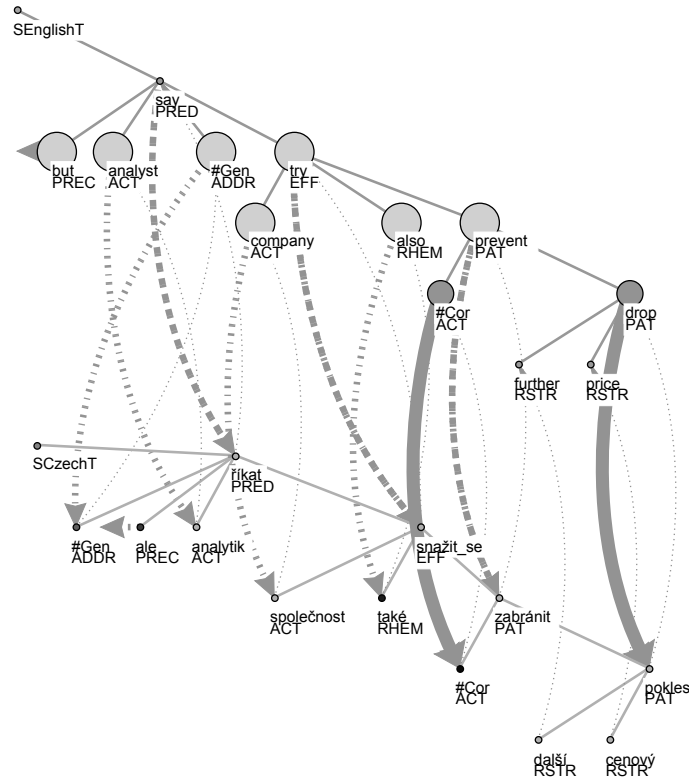 SEnglishT
say
PRED
but
PREC
analyst
ACT
#Gen
ADDR
try
EFF
company
ACT
also
RHEM
prevent
PAT
#Cor
ACT
drop
PAT
further
RSTR
price
RSTR
SCzechT
říkat
PRED
#Gen
ADDR
ale
PREC
analytik
ACT
snažit_se
EFF
společnost
ACT
také
RHEM
zabránit
PAT
#Cor
ACT
pokles
PAT
další
RSTR
cenový
RSTR